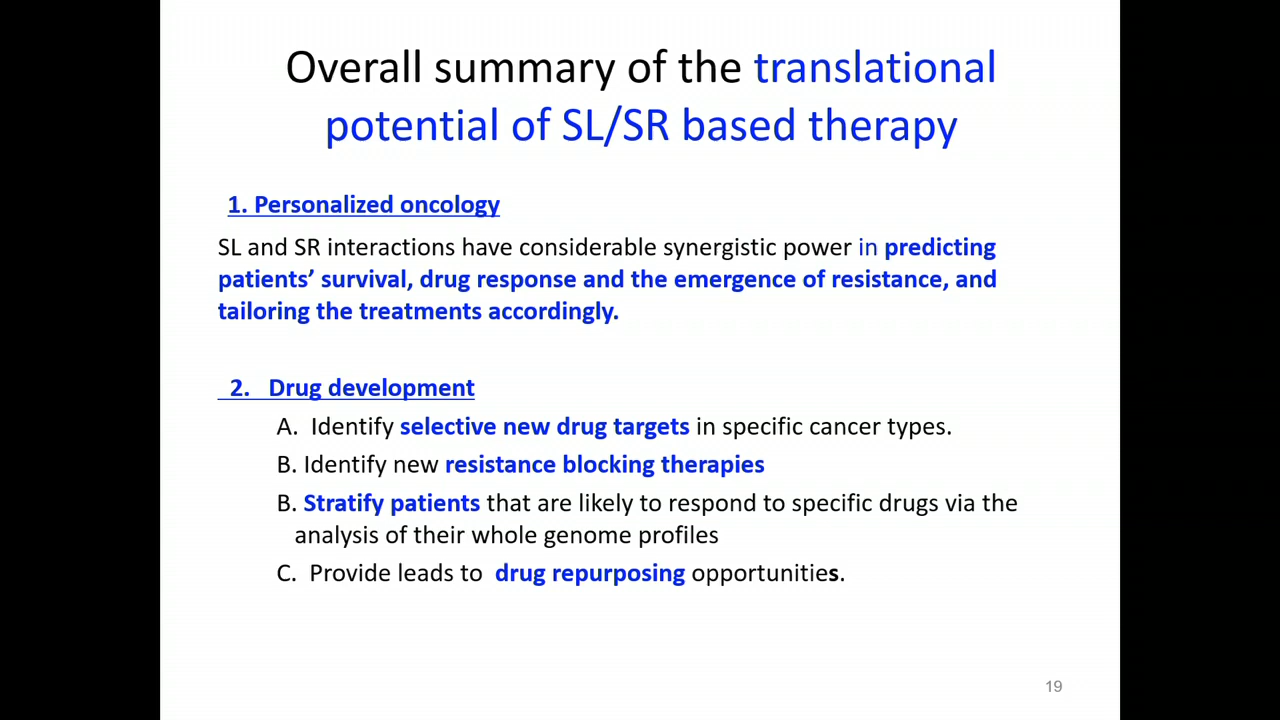 Overall summary of the translational
potential of SL/SR based therapy
1. Personalized oncology
SL and SR interactions have considerable synergistic power in predicting
patients’ survival, drug response and the emergence of resistance, and
tailoring the treatments accordingly.
2. Drug development
A. Identify selective new drug targets in specific cancer types.
B. Identify new resistance blocking therapies
B. Stratify patients that are likely to respond to specific drugs via the
analysis of their whole genome profiles
C. Provide leads to drug repurposing opportunities.
19